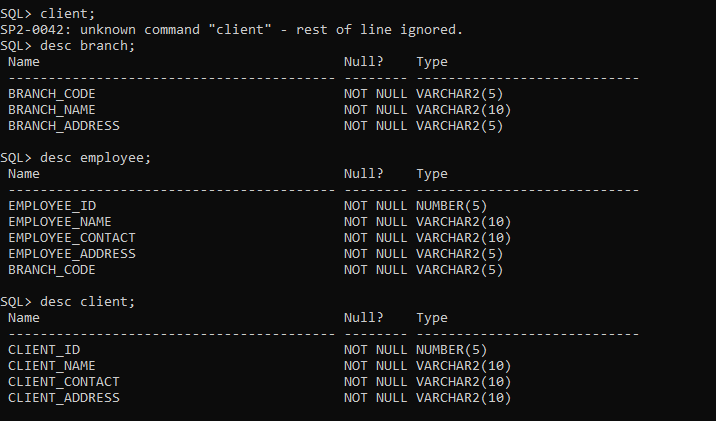 SQL> client;
SP2-0042: unknown command "client" - rest of line ignored.
SQL> desc branch;
 Name                                      Null?    Type
 ----------------------------------------- -------- ----------------------------
 BRANCH_CODE                               NOT NULL VARCHAR2(5)
 BRANCH_NAME                               NOT NULL VARCHAR2(10)
 BRANCH_ADDRESS                            NOT NULL VARCHAR2(5)

SQL> desc employee;
 Name                                      Null?    Type
 ----------------------------------------- -------- ----------------------------
 EMPLOYEE_ID                               NOT NULL NUMBER(5)
 EMPLOYEE_NAME                             NOT NULL VARCHAR2(10)
 EMPLOYEE_CONTACT                          NOT NULL VARCHAR2(10)
 EMPLOYEE_ADDRESS                          NOT NULL VARCHAR2(5)
 BRANCH_CODE                               NOT NULL VARCHAR2(5)

SQL> desc client;
 Name                                      Null?    Type
 ----------------------------------------- -------- ----------------------------
 CLIENT_ID                                 NOT NULL NUMBER(5)
 CLIENT_NAME                               NOT NULL VARCHAR2(10)
 CLIENT_CONTACT                            NOT NULL VARCHAR2(10)
 CLIENT_ADDRESS                            NOT NULL VARCHAR2(10)